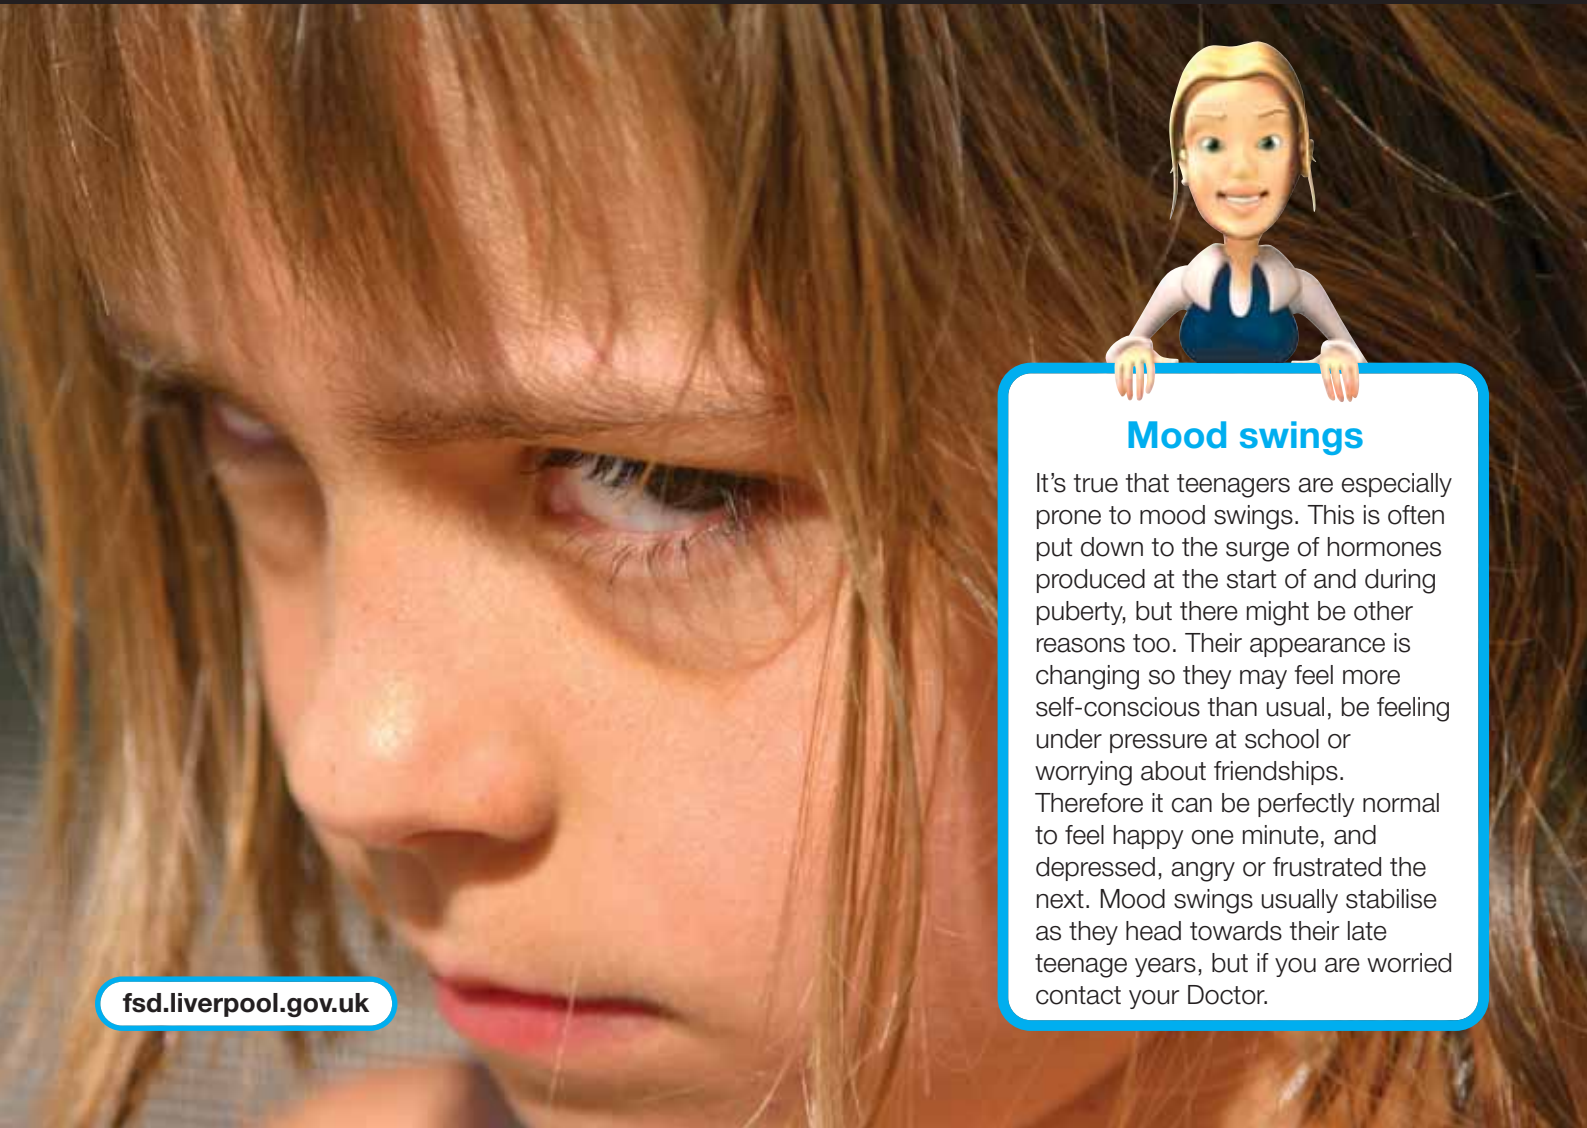 Mood swings
It’s true that teenagers are especially
prone to mood swings. This is often
put down to the surge of hormones
produced at the start of and during
puberty, but there might be other
reasons too. Their appearance is
changing so they may feel more
self-conscious than usual, be feeling
under pressure at school or
worrying about friendships.
Therefore it can be perfectly normal
to feel happy one minute, and
depressed, angry or frustrated the
next. Mood swings usually stabilise
as they head towards their late
teenage years, but if you are worried
contact your Doctor.
fsd.liverpool.gov.uk